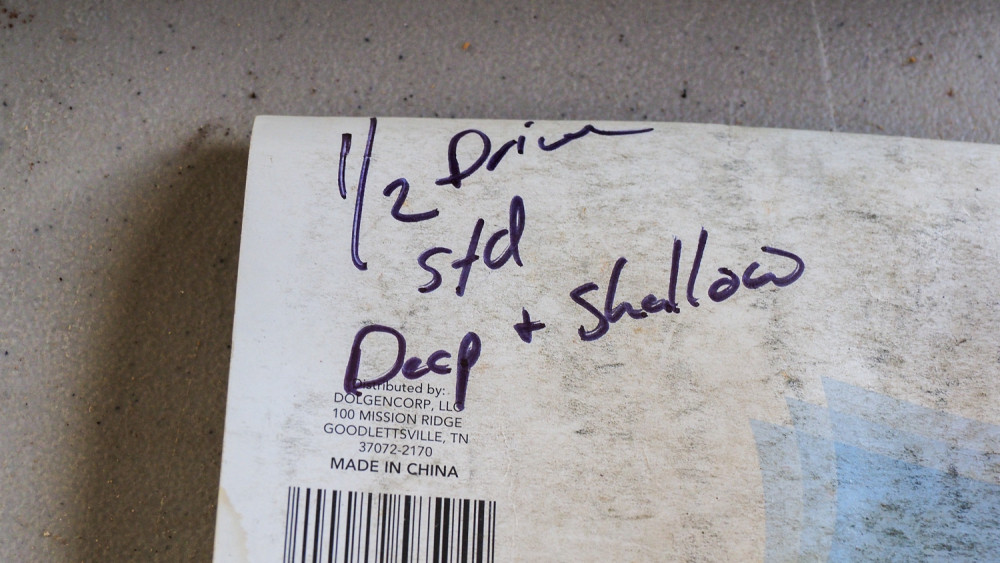 1/2 Drive
std
Deep + Shallow
Distributed by:
DOLGENCORP, LLC
100 MISSION RIDGE
GOODLETTSVILLE, TN
37072-2170
MADE IN CHINA